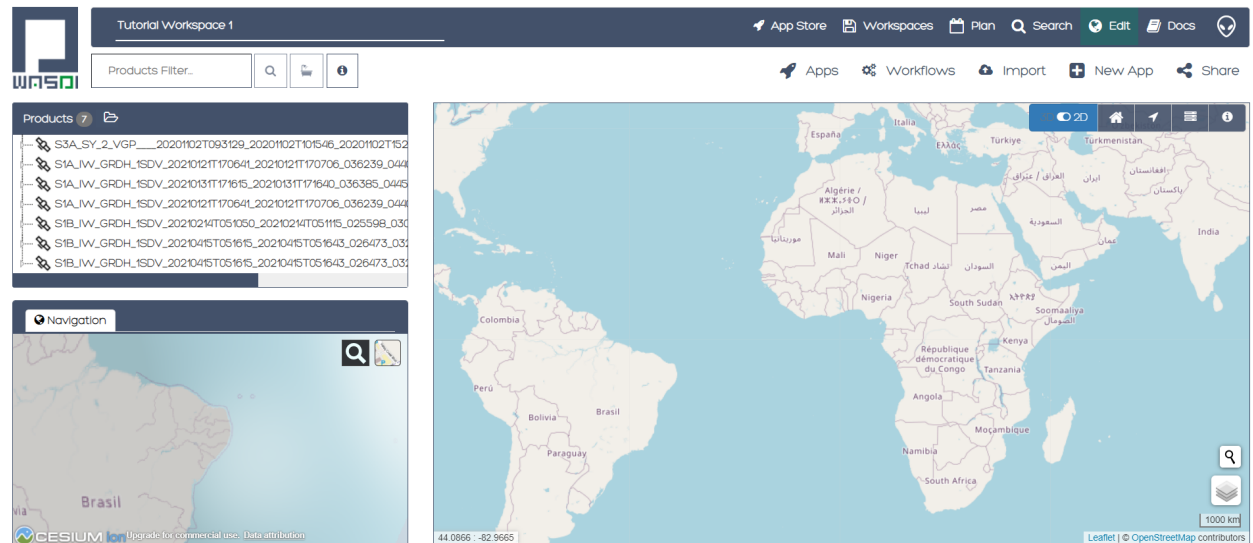 Tutorial Workspace 1
App Store Workspaces Plan Search Edit Docs
WASDI
Products Filter...
Apps Workflows Import New App Share
Products 7
S3A_SY_2_VGP____20201102T093129_20201102T101546_20201102T152
S1A_IW_GRDH_1SDV_20210121T170641_20210121T170706_036239_044
S1A_IW_GRDH_1SDV_20210131T171615_20210131T171640_036385_0445
S1A_IW_GRDH_1SDV_20210121T170641_20210121T170706_036239_044
S1B_IW_GRDH_1SDV_20210214T051050_20210214T051115_025598_030
S1B_IW_GRDH_1SDV_20210415T051615_20210415T051643_026473_032
S1B_IW_GRDH_1SDV_20210415T051615_20210415T051643_026473_032
Navigation
Brasil
CESIUM ion Upgrade for commercial use. Data attribution
2D
Italia
España
Ελλάς
Türkiye
Turkmenistan
العراق / عێراق
ایران
افغانستان
پاکستان
Algérie /
ⵍⵣⵣⴰⵢⴻⵔ /
الجزائر
ليبيا
مصر
السعودية
عمان
India
موريتانيا
Mali
Niger
Tchad تشاد
السودان
اليمن
Nigeria
South Sudan
ኢትዮጵያ
Soomaaliya
الصومال
Colombia
Kenya
République
démocratique
du Congo
Tanzania
Perú
Angola
Brasil
Bolivia
Moçambique
Paraguay
Namibia
South Africa
1000 km
44.0866 : -82.9665
Leaflet | © OpenStreetMap contributors